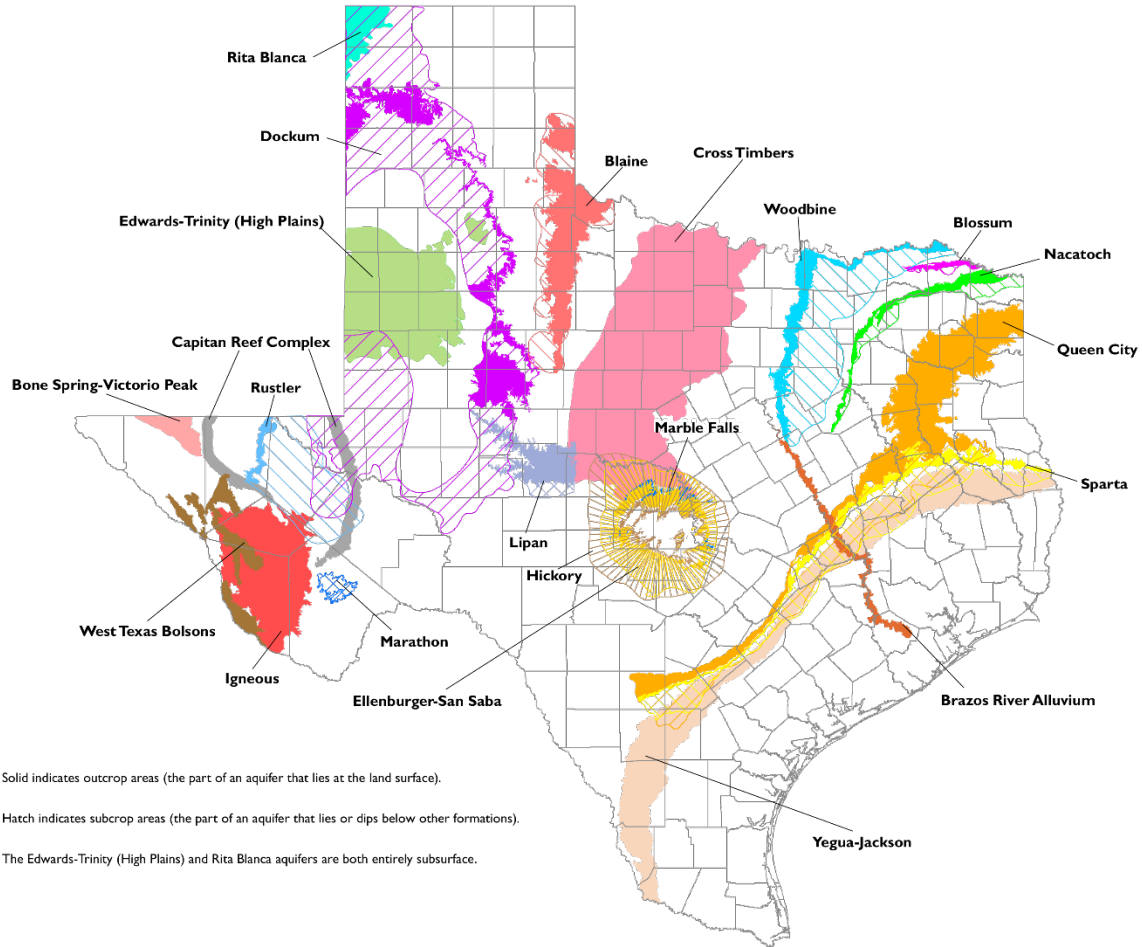 Rita Blanca
Dockum
Blaine
Cross Timbers
Edwards-Trinity (High Plains)
Woodbine
Blossum
Nacatoch
Capitan Reef Complex
Queen City
Bone Spring-Victorio Peak
Rustler
Marble Falls
Sparta
Lipan
Hickory
West Texas Bolsons
Marathon
Igneous
Ellenburger-San Saba
Brazos River Alluvium
Solid indicates outcrop areas (the part of an aquifer that lies at the land surface).
Hatch indicates subcrop areas (the part of an aquifer that lies or dips below other formations).
Yegua-Jackson
The Edwards-Trinity (High Plains) and Rita Blanca aquifers are both entirely subsurface.